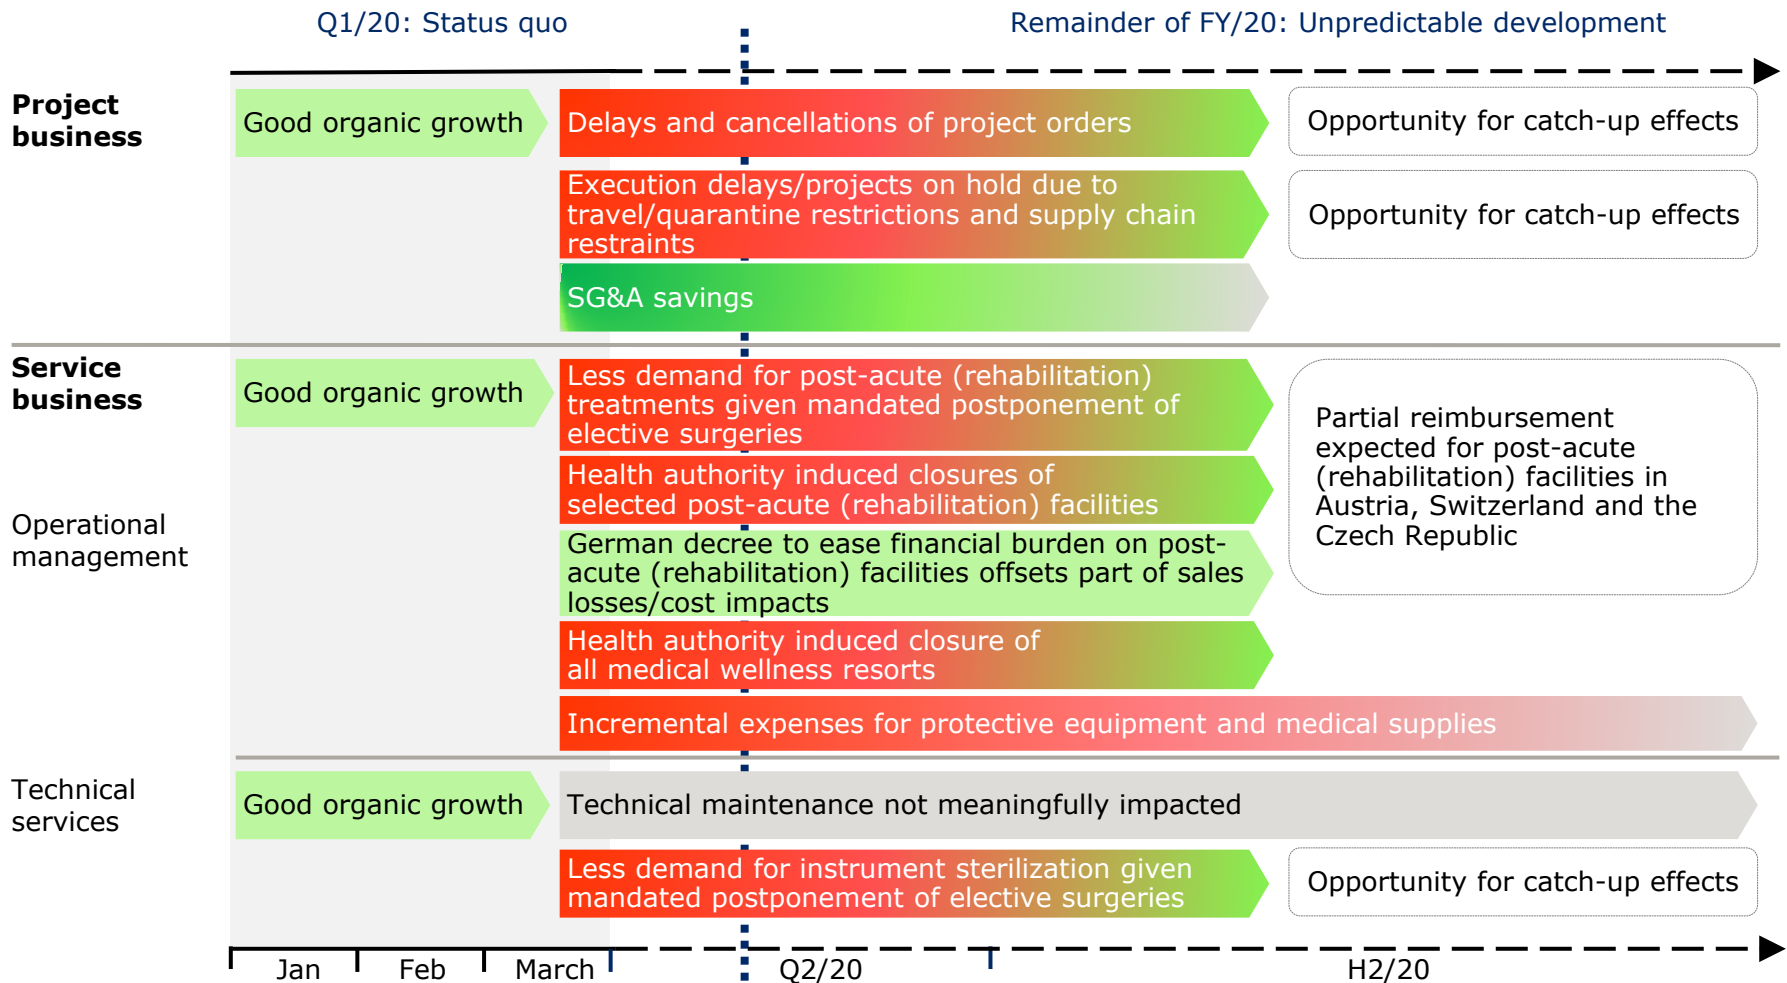 Q1/20: Status quo
Remainder of FY/20: Unpredictable development
Project
business
Good organic growth
Delays and cancellations of project orders
Opportunity for catch-up effects
Execution delays/projects on hold due to
travel/quarantine restrictions and supply chain
restraints
Opportunity for catch-up effects
SG&A savings
Service
business
Good organic growth
Less demand for post-acute (rehabilitation)
treatments given mandated postponement of
elective surgeries
Partial reimbursement
expected for post-acute
(rehabilitation) facilities in
Austria, Switzerland and the
Czech Republic
Health authority induced closures of
selected post-acute (rehabilitation) facilities
Operational
management
German decree to ease financial burden on post-
acute (rehabilitation) facilities offsets part of sales
losses/cost impacts
Health authority induced closure of
all medical wellness resorts
Incremental expenses for protective equipment and medical supplies
Technical
services
Good organic growth
Technical maintenance not meaningfully impacted
Less demand for instrument sterilization given
mandated postponement of elective surgeries
Opportunity for catch-up effects
Jan
Feb
March
Q2/20
H2/20